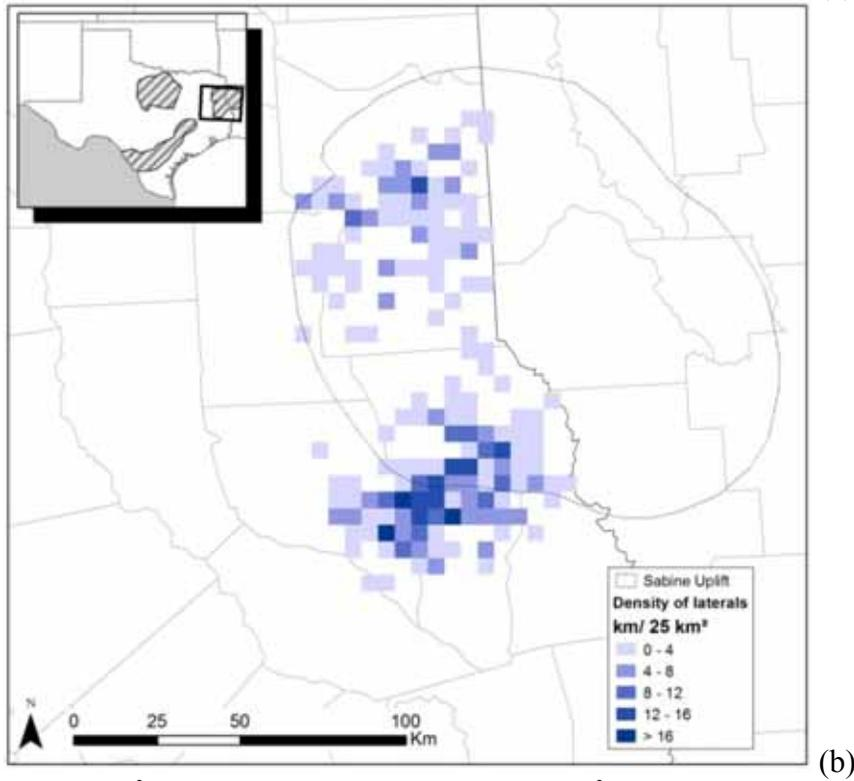 Sabine Uplift
Density of laterals
km/ 25 km²
0 - 4
4 - 8
8 - 12
12 - 16
> 16
N
0 25 50 100
Km
(b)